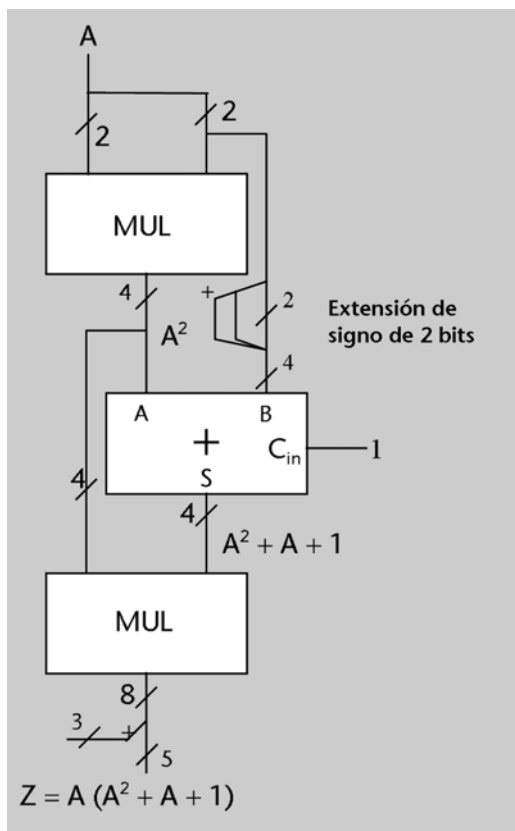 A
2
2
MUL
4
+
2
Extensión de
signo de 2 bits
A²
4
A
B
+
Cin
1
S
4
4
A² + A + 1
MUL
8
3
+
5
Z = A (A² + A + 1)